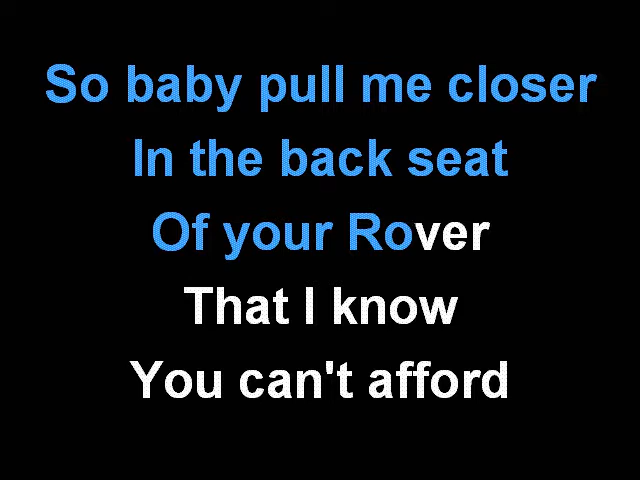 So baby pull me closer
In the back seat
Of your Rover
That I know
You can't afford